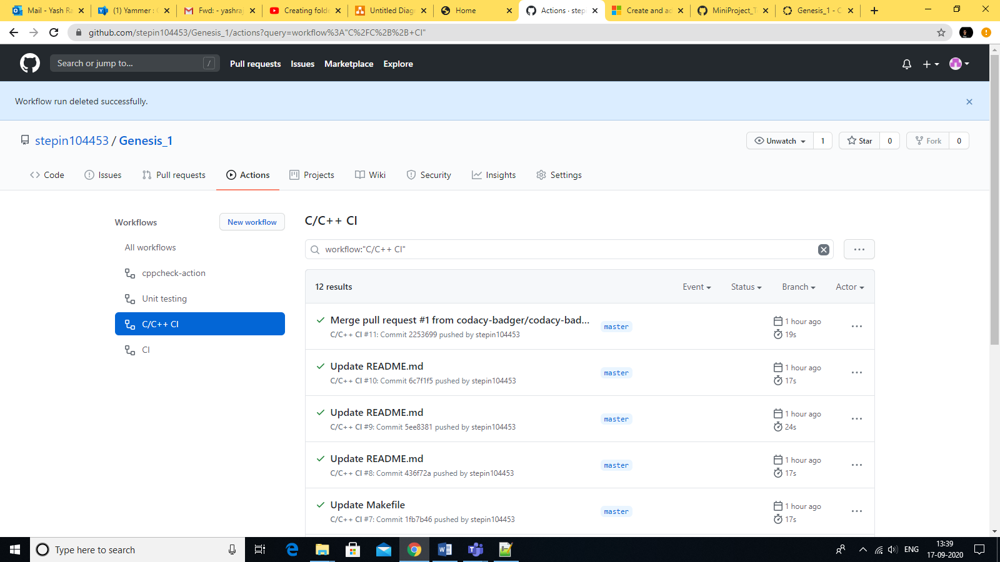 Mail - Yash Ra
(1) Yammer :
Fwd: - yashra
Creating folde
Untitled Diag
Home
Actions · step
Create and ad
MiniProject_T
Genesis_1 - C
github.com/stepin104453/Genesis_1/actions?query=workflow%3A"C%2FC%2B%2B+CI"
Search or jump to... /
Pull requests Issues Marketplace Explore
Workflow run deleted successfully.
stepin104453 / Genesis_1
Unwatch 1 Star 0 Fork 0
Code Issues Pull requests Actions Projects Wiki Security Insights Settings
Workflows New workflow
All workflows
cppcheck-action
Unit testing
C/C++ CI
CI
C/C++ CI
workflow:"C/C++ CI"
12 results Event Status Branch Actor
Merge pull request #1 from codacy-badger/codacy-bad... master 1 hour ago
C/C++ CI #11: Commit 2253699 pushed by stepin104453 19s
Update README.md master 1 hour ago
C/C++ CI #10: Commit 6c7f1f5 pushed by stepin104453 17s
Update README.md master 1 hour ago
C/C++ CI #9: Commit 5ee8381 pushed by stepin104453 24s
Update README.md master 1 hour ago
C/C++ CI #8: Commit 436f72a pushed by stepin104453 17s
Update Makefile master 1 hour ago
C/C++ CI #7: Commit 1fb7b46 pushed by stepin104453 17s
Type here to search
ENG
13:39
17-09-2020